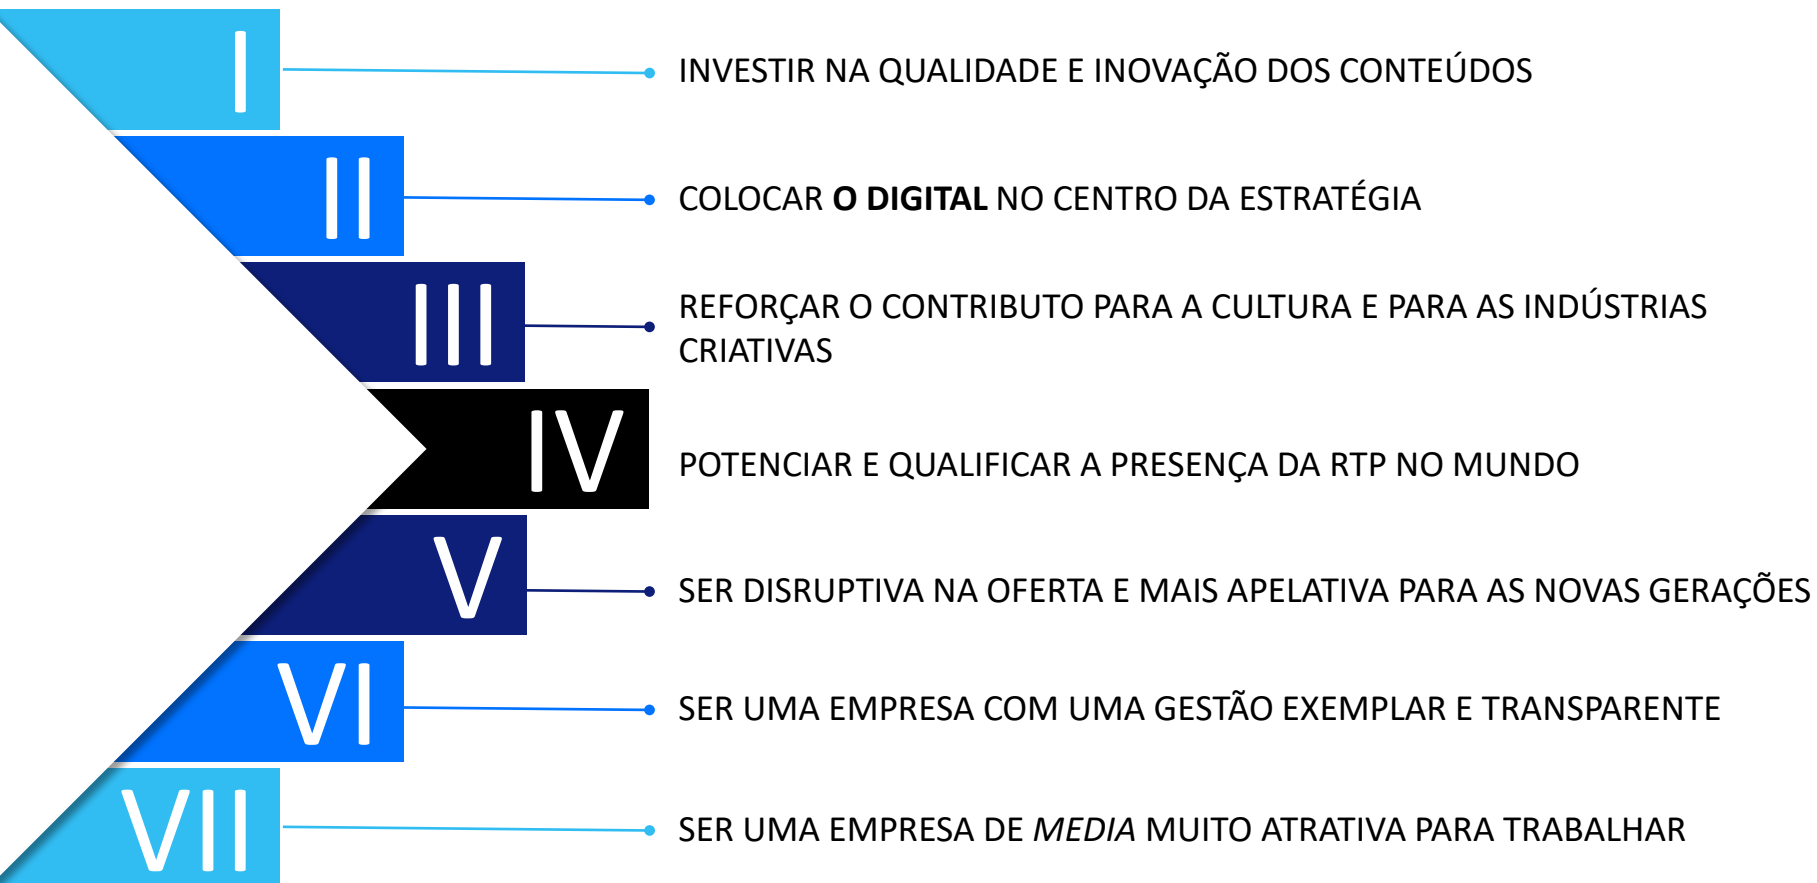 I
INVESTIR NA QUALIDADE E INOVAÇÃO DOS CONTEÚDOS
II
COLOCAR O DIGITAL NO CENTRO DA ESTRATÉGIA
III
REFORÇAR O CONTRIBUTO PARA A CULTURA E PARA AS INDÚSTRIAS
CRIATIVAS
IV
POTENCIAR E QUALIFICAR A PRESENÇA DA RTP NO MUNDO
V
SER DISRUPTIVA NA OFERTA E MAIS APELATIVA PARA AS NOVAS GERAÇÕES
VI
SER UMA EMPRESA COM UMA GESTÃO EXEMPLAR E TRANSPARENTE
VII
SER UMA EMPRESA DE MEDIA MUITO ATRATIVA PARA TRABALHAR